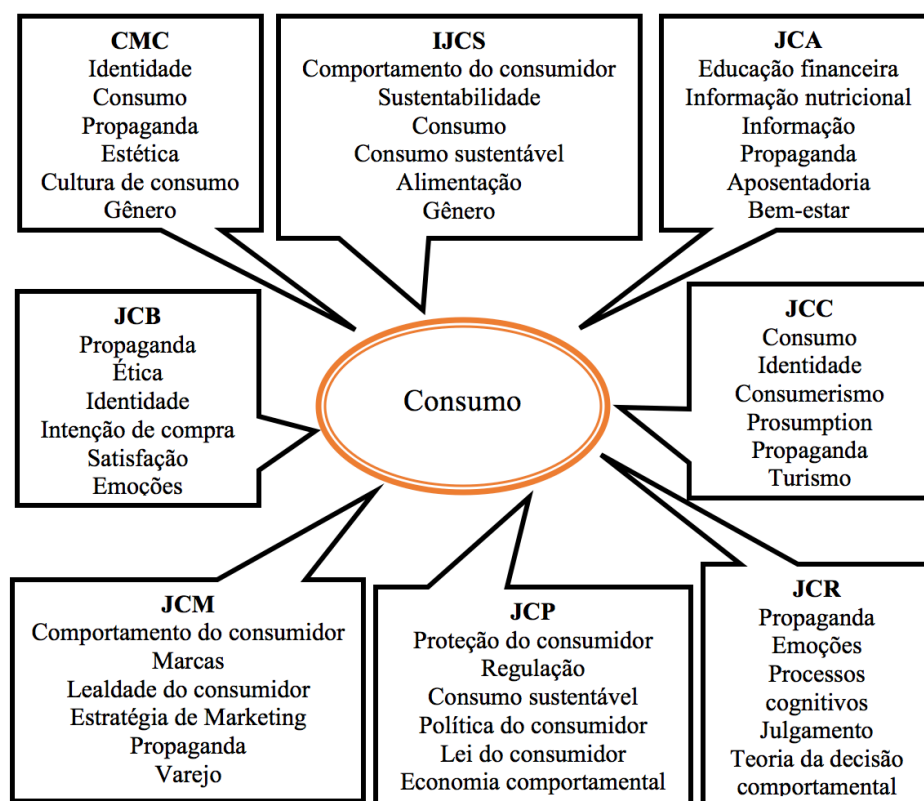 CMC
Identidade
Consumo
Propaganda
Estética
Cultura de consumo
Gênero
IJCS
Comportamento do consumidor
Sustentabilidade
Consumo
Consumo sustentável
Alimentação
Gênero
JCA
Educação financeira
Informação nutricional
Informação
Propaganda
Aposentadoria
Bem-estar
JCB
Propaganda
Ética
Identidade
Intenção de compra
Satisfação
Emoções
Consumo
JCC
Consumo
Identidade
Consumerismo
Prosumption
Propaganda
Turismo
JCM
Comportamento do consumidor
Marcas
Lealdade do consumidor
Estratégia de Marketing
Propaganda
Varejo
JCP
Proteção do consumidor
Regulação
Consumo sustentável
Política do consumidor
Lei do consumidor
Economia comportamental
JCR
Propaganda
Emoções
Processos
cognitivos
Julgamento
Teoria da decisão
comportamental